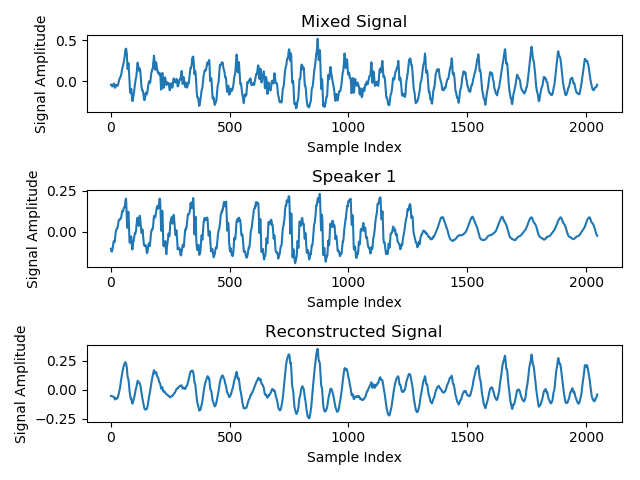 Mixed Signal
Signal Amplitude
0.5
0.0
0
500
1000
1500
2000
Sample Index
Speaker 1
Signal Amplitude
0.25
0.00
0
500
1000
1500
2000
Sample Index
Reconstructed Signal
Signal Amplitude
0.25
0.00
−0.25
0
500
1000
1500
2000
Sample Index